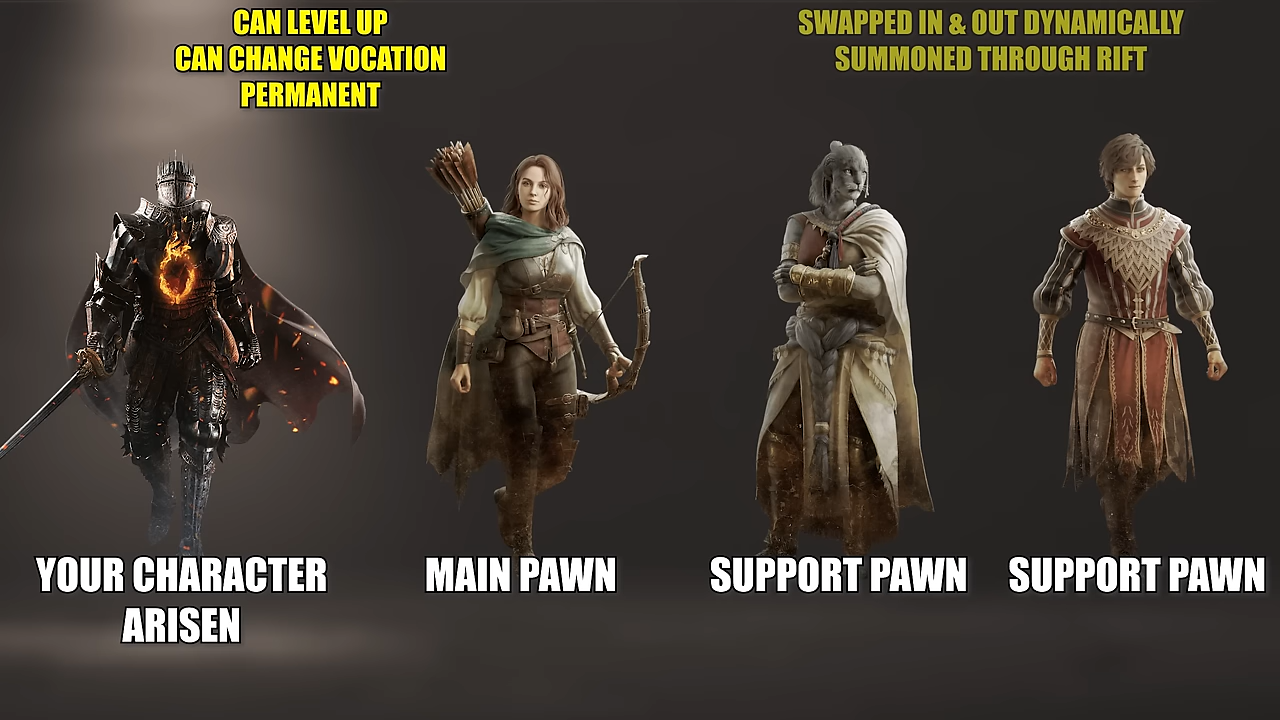 CAN LEVEL UP
CAN CHANGE VOCATION
PERMANENT
SWAPPED IN & OUT DYNAMICALLY
SUMMONED THROUGH RIFT
YOUR CHARACTER
ARISEN
MAIN PAWN
SUPPORT PAWN
SUPPORT PAWN